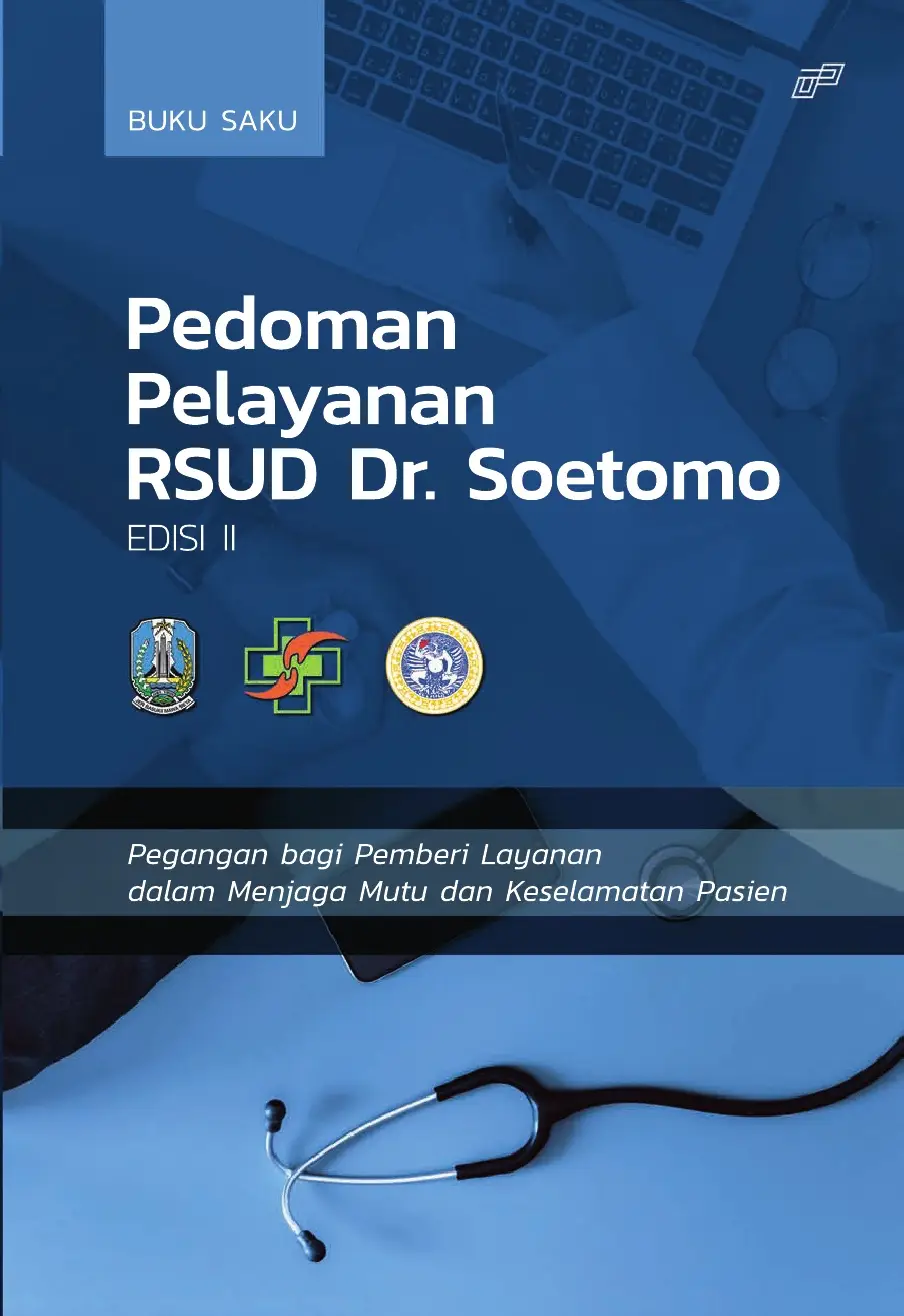 BUKU SAKU
Pedoman
Pelayanan
RSUD Dr. Soetomo
EDISI II
Pegangan bagi Pemberi Layanan
dalam Menjaga Mutu dan Keselamatan Pasien